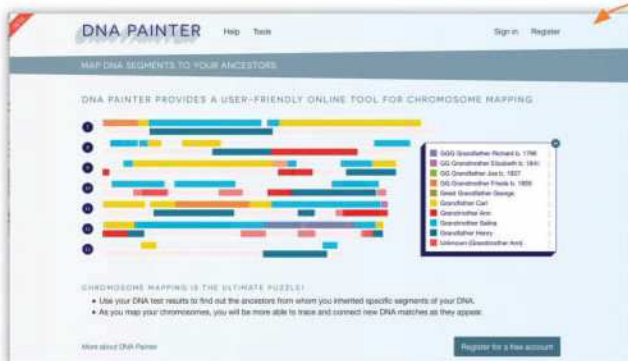 DNA PAINTER Help Tools Sign in Register
MAP DNA SEGMENTS TO YOUR ANCESTORS
DNA PAINTER PROVIDES A USER-FRIENDLY ONLINE TOOL FOR CHROMOSOME MAPPING
GGG Grandfather Richard b. 1796
GG Grandmother Elizabeth b. 1841
GG Grandfather Joe b. 1827
GG Grandmother Frieda b.
Great Grandfather George
Grandfather Carl
Grandmother Ann
Grandmother Selina
Grandfather Henry
Unknown (Grandmother Ann)
CHROMOSOME MAPPING IS THE ULTIMATE PUZZLE!
• Use your DNA test results to find out the ancestors from whom you inherited specific segments of your DNA.
• As you map your chromosomes, you will be more able to trace and connect new DNA matches as they appear.
More about DNA Painter Register for a free account